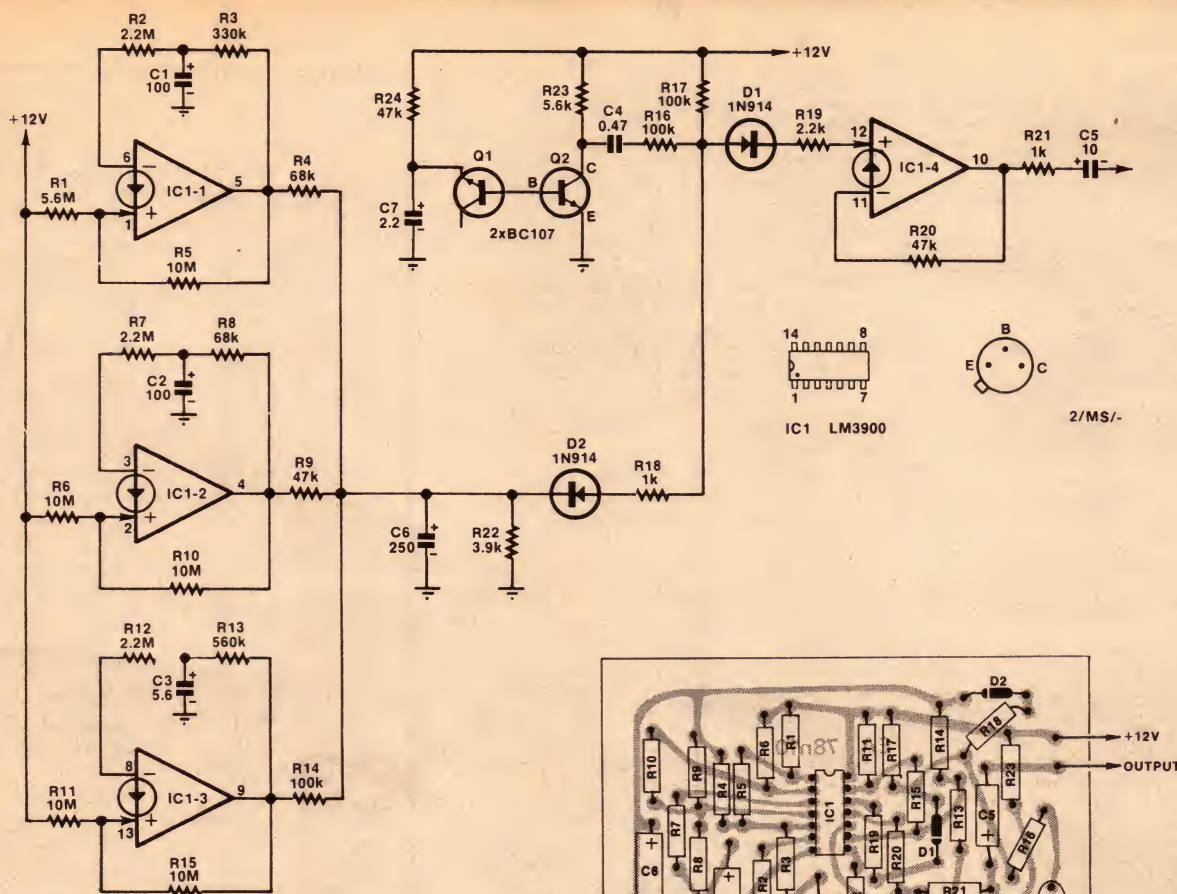 R2
2.2M
R3
330k
C1
100
+
-
+12V
R1
5.6M
6
-
IC1-1
5
+
1
R4
68k
R5
10M
R7
2.2M
R8
68k
C2
100
+
-
R6
10M
3
-
IC1-2
4
+
2
R9
47k
R10
10M
R12
2.2M
R13
560k
C3
5.6
+
-
R11
10M
8
-
IC1-3
9
+
13
R14
100k
R15
10M
+12V
R24
47k
R23
5.6k
C4
0.47
R16
100k
R17
100k
D1
1N914
R19
2.2k
12
+
IC1-4
10
-
11
R21
1k
C5
10
+
-
R20
47k
Q1
B
Q2
C
E
2xBC107
C7
2.2
+
-
14
8
1
7
IC1 LM3900
B
E
C
2/MS/-
D2
1N914
R18
1k
C6
250
+
-
R22
3.9k
D2
R18
+12V
OUTPUT
R10
R9
R4
R5
R6
R1
R11
R17
R14
R23
R15
IC1
R7
R8
R2
R3
R19
R20
D1
R13
C5
+
R16
C6
+
+
R21